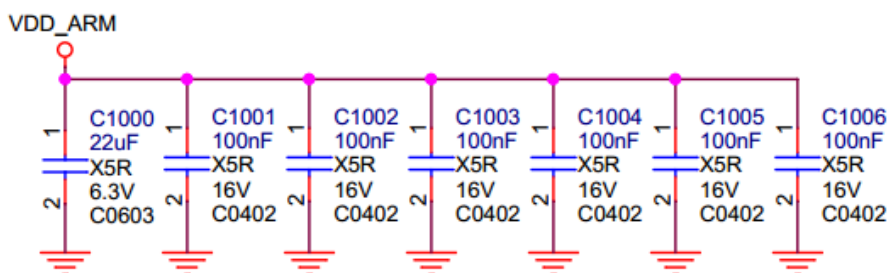 VDD_ARM
1
C1000
22uF
X5R
6.3V
C0603
2
1
C1001
100nF
X5R
16V
C0402
2
1
C1002
100nF
X5R
16V
C0402
2
1
C1003
100nF
X5R
16V
C0402
2
1
C1004
100nF
X5R
16V
C0402
2
1
C1005
100nF
X5R
16V
C0402
2
1
C1006
100nF
X5R
16V
C0402
2